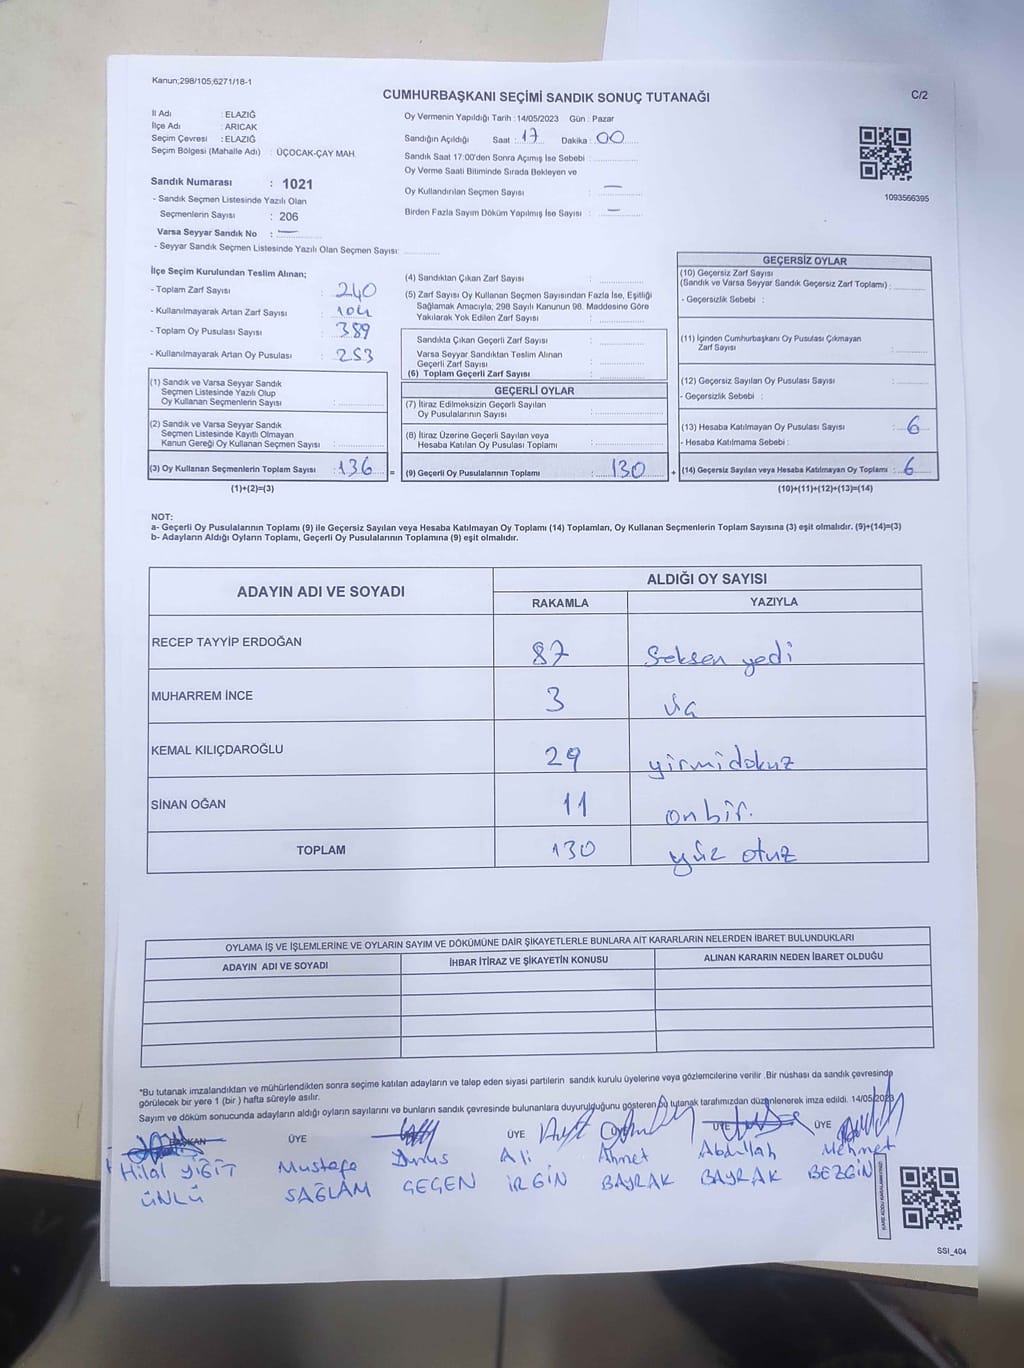 Kanun;298/105;6271/18-1
CUMHURBAŞKANI SEÇİMİ SANDIK SONUÇ TUTANAĞI
C/2
İl Adı : ELAZIĞ
İlçe Adı : ARICAK
Seçim Çevresi : ELAZIĞ
Seçim Bölgesi (Mahalle Adı) : ÜÇOCAK-ÇAY MAH.
Sandık Numarası : 1021
- Sandık Seçmen Listesinde Yazılı Olan
Seçmenlerin Sayısı : 206
Varsa Seyyar Sandık No : —
- Seyyar Sandık Seçmen Listesinde Yazılı Olan Seçmen Sayısı:
Oy Vermenin Yapıldığı Tarih : 14/05/2023 Gün : Pazar
Sandığın Açıldığı Saat : 17 Dakika : 00
Sandık Saat 17:00'den Sonra Açımış İse Sebebi :
Oy Verme Saati Bitiminde Sırada Bekleyen ve
Oy Kullandırılan Seçmen Sayısı : —
Birden Fazla Sayım Döküm Yapılmış İse Sayısı : —
1093566395
İlçe Seçim Kurulundan Teslim Alınan;
- Toplam Zarf Sayısı : 240
- Kullanılmayarak Artan Zarf Sayısı : 104
- Toplam Oy Pusulası Sayısı : 389
- Kullanılmayarak Artan Oy Pusulası : 253
(1) Sandık ve Varsa Seyyar Sandık
Seçmen Listesinde Yazılı Olup
Oy Kullanan Seçmenlerin Sayısı :
(2) Sandık ve Varsa Seyyar Sandık
Seçmen Listesinde Kayıtlı Olmayan
Kanun Gereği Oy Kullanan Seçmen Sayısı :
(3) Oy Kullanan Seçmenlerin Toplam Sayısı : 136 =
(1)+(2)=(3)
(4) Sandıktan Çıkan Zarf Sayısı :
(5) Zarf Sayısı Oy Kullanan Seçmen Sayısından Fazla İse, Eşitliği
Sağlamak Amacıyla; 298 Sayılı Kanunun 98. Maddesine Göre
Yakılarak Yok Edilen Zarf Sayısı :
Sandıkta Çıkan Geçerli Zarf Sayısı :
Varsa Seyyar Sandıktan Teslim Alınan
Geçerli Zarf Sayısı :
(6) Toplam Geçerli Zarf Sayısı :
GEÇERLİ OYLAR
(7) İtiraz Edilmeksizin Geçerli Sayılan
Oy Pusulalarının Sayısı :
(8) İtiraz Üzerine Geçerli Sayılan veya
Hesaba Katılan Oy Pusulası Toplamı :
(9) Geçerli Oy Pusulalarının Toplamı : 130 +
GEÇERSİZ OYLAR
(10) Geçersiz Zarf Sayısı
(Sandık ve Varsa Seyyar Sandık Geçersiz Zarf Toplamı) :
- Geçersizlik Sebebi :
(11) İçinden Cumhurbaşkanı Oy Pusulası Çıkmayan
Zarf Sayısı :
(12) Geçersiz Sayılan Oy Pusulası Sayısı :
- Geçersizlik Sebebi :
(13) Hesaba Katılmayan Oy Pusulası Sayısı : 6
- Hesaba Katılmama Sebebi :
(14) Geçersiz Sayılan veya Hesaba Katılmayan Oy Toplamı : 6
(10)+(11)+(12)+(13)=(14)
NOT:
a- Geçerli Oy Pusulalarının Toplamı (9) ile Geçersiz Sayılan veya Hesaba Katılmayan Oy Toplamı (14) Toplamları, Oy Kullanan Seçmenlerin Toplam Sayısına (3) eşit olmalıdır. (9)+(14)=(3)
b- Adayların Aldığı Oyların Toplamı, Geçerli Oy Pusulalarının Toplamına (9) eşit olmalıdır.
ADAYIN ADI VE SOYADI ALDIĞI OY SAYISI
RAKAMLA YAZIYLA
RECEP TAYYİP ERDOĞAN 87 Seksen yedi
MUHARREM İNCE 3 üç
KEMAL KILIÇDAROĞLU 29 yirmidokuz
SİNAN OĞAN 11 onbir.
TOPLAM 130 yüz otuz
OYLAMA İŞ VE İŞLEMLERİNE VE OYLARIN SAYIM VE DÖKÜMÜNE DAİR ŞİKAYETLERLE BUNLARA AİT KARARLARIN NELERDEN İBARET BULUNDUKLARI
ADAYIN ADI VE SOYADI İHBAR İTİRAZ VE ŞİKAYETİN KONUSU ALINAN KARARIN NEDEN İBARET OLDUĞU
*Bu tutanak imzalandıktan ve mühürlendikten sonra seçime katılan adayların ve talep eden siyasi partilerin sandık kurulu üyelerine veya gözlemcilerine verilir .Bir nüshası da sandık çevresinde
görülecek bir yere 1 (bir ) hafta süreyle asılır.
Sayım ve döküm sonucunda adayların aldığı oyların sayılarını ve bunların sandık çevresinde bulunanlara duyurulduğunu gösteren bu tutanak tarafımızdan düzenlenerek imza edildi. 14/05/2023
BAŞKAN ÜYE ÜYE ÜYE ÜYE
Hilal YİĞİT Mustafa Durus Ali Ahmet Abdullah Mehmet
ÜNLÜ SAĞLAM GEGEN İRGİN BAYRAK BAYRAK BEZGİN
SSI_404